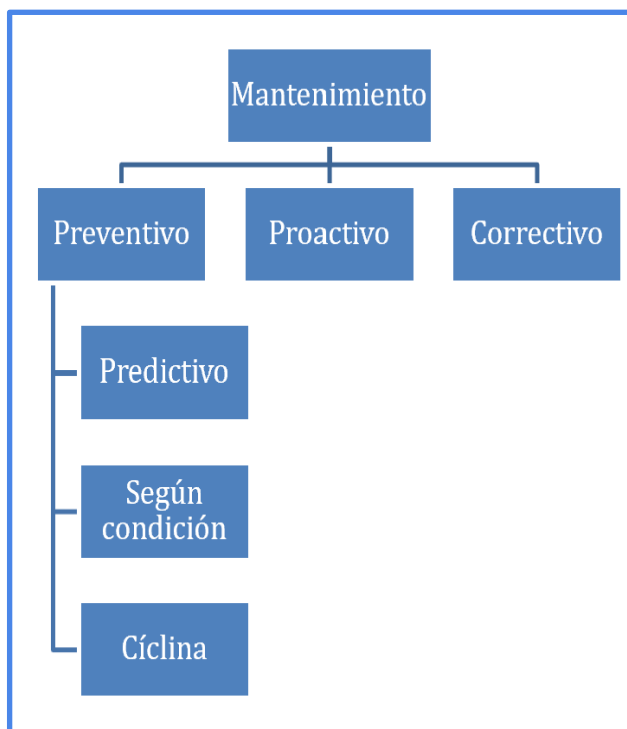 Mantenimiento
Preventivo
Proactivo
Correctivo
Predictivo
Según
condición
Cíclina